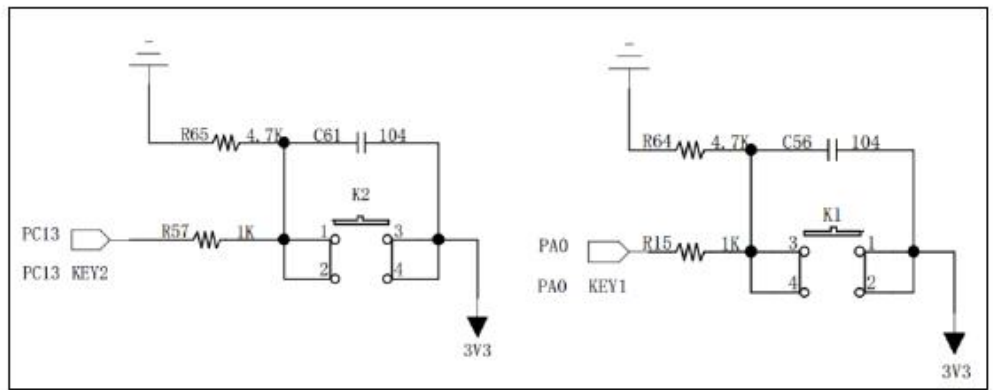 R65 4.7K C61 104
K2
PC13 R57 1K 1 3
PC13 KEY2 2 4
3V3
R64 4.7K C56 104
K1
PA0 R15 1K 3 1
PA0 KEY1 4 2
3V3